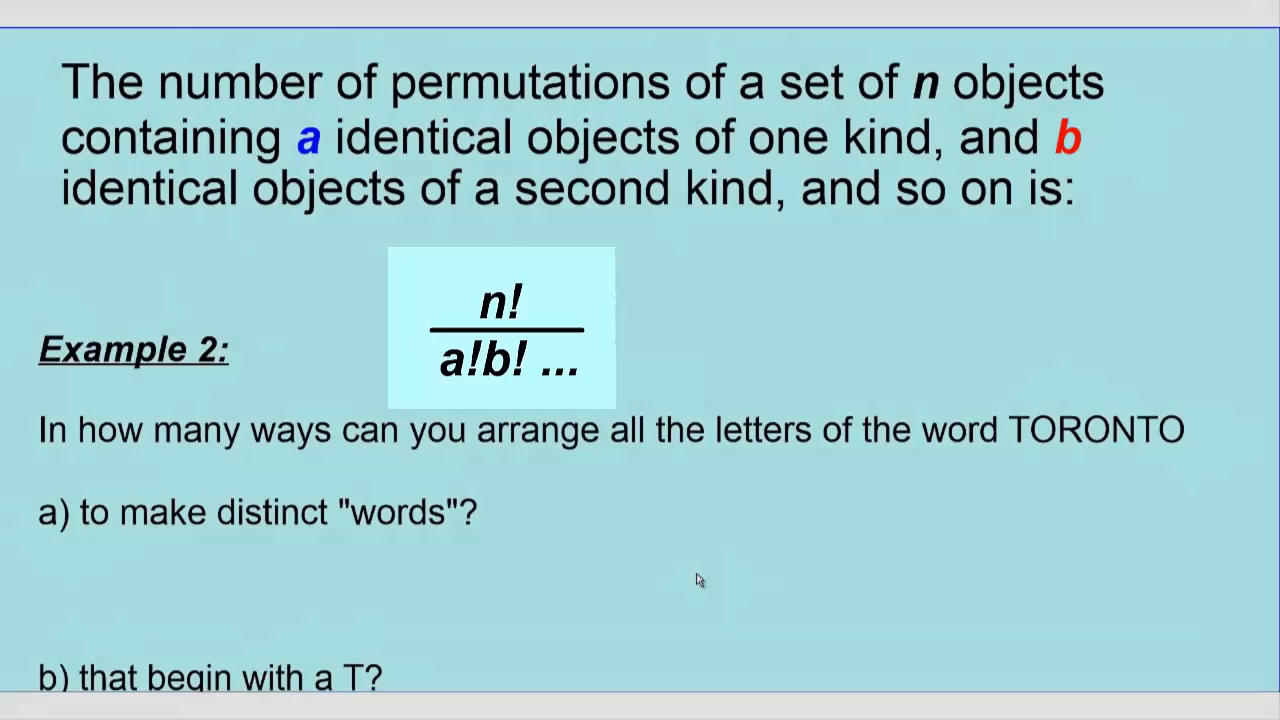 The number of permutations of a set of n objects
containing a identical objects of one kind, and b
identical objects of a second kind, and so on is:
n!
a!b! ...
Example 2:
In how many ways can you arrange all the letters of the word TORONTO
a) to make distinct "words"?
b) that begin with a T?